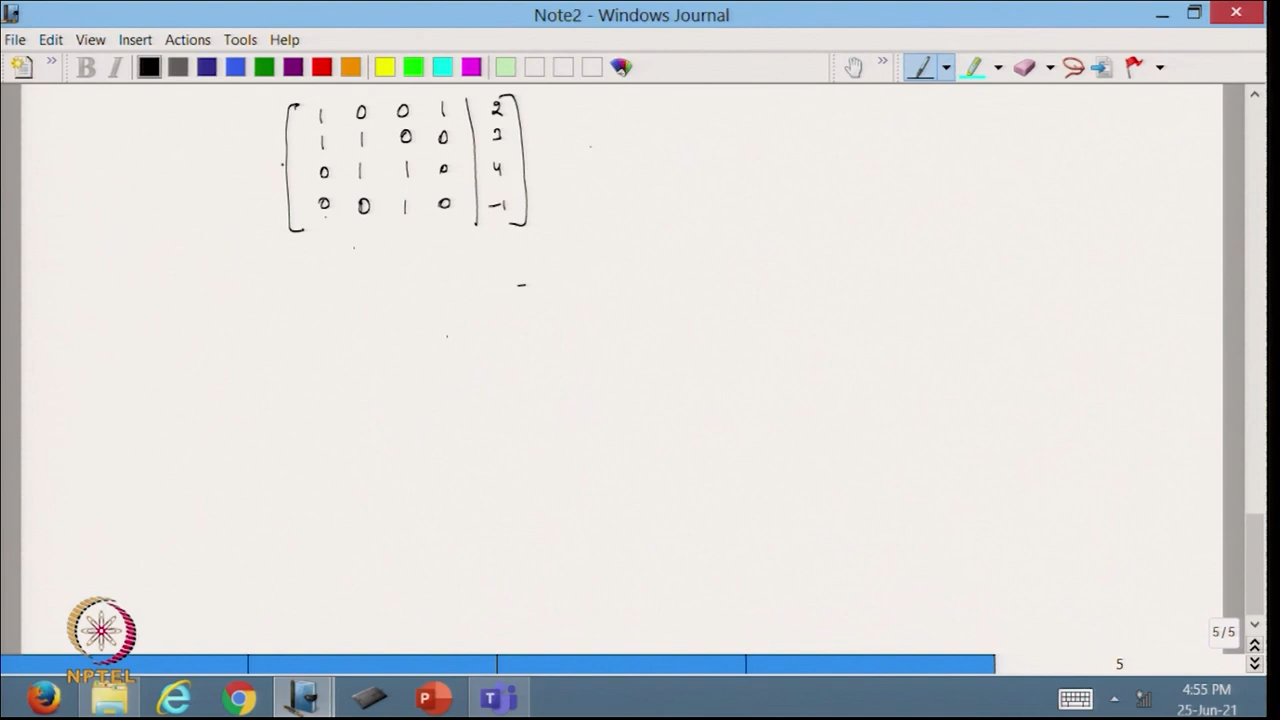 Note2 - Windows Journal
File Edit View Insert Actions Tools Help
B I
1 0 0 1 | 2
1 1 0 0 | 3
0 1 1 0 | 4
0 0 1 0 | -1
5/5
5
NPTEL
4:55 PM
25-Jun-21